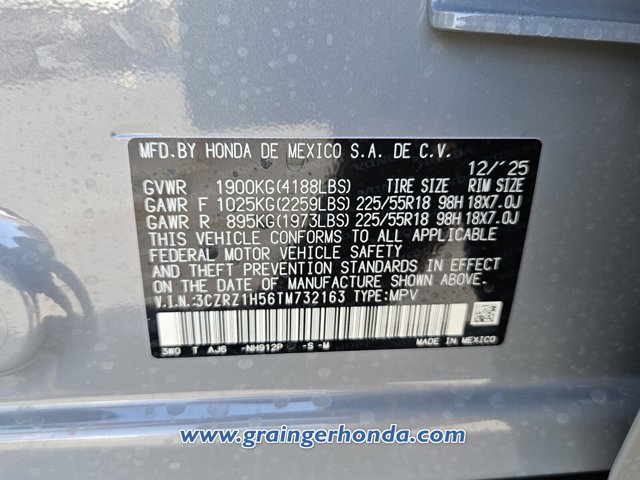 MFD.BY HONDA DE MEXICO S.A. DE C.V.
12/'25
GVWR 1900KG(4188LBS) TIRE SIZE RIM SIZE
GAWR F 1025KG(2259LBS) 225/55R18 98H 18X7.0J
GAWR R 895KG(1973LBS) 225/55R18 98H 18X7.0J
THIS VEHICLE CONFORMS TO ALL APPLICABLE
FEDERAL MOTOR VEHICLE SAFETY
AND THEFT PREVENTION STANDARDS IN EFFECT
ON THE DATE OF MANUFACTURE SHOWN ABOVE.
V.I.N.:3CZRZ1H56TM732163 TYPE:MPV
3W0 T AJ6 -NH912P -S-M MADE IN MEXICO
www.graingerhonda.com